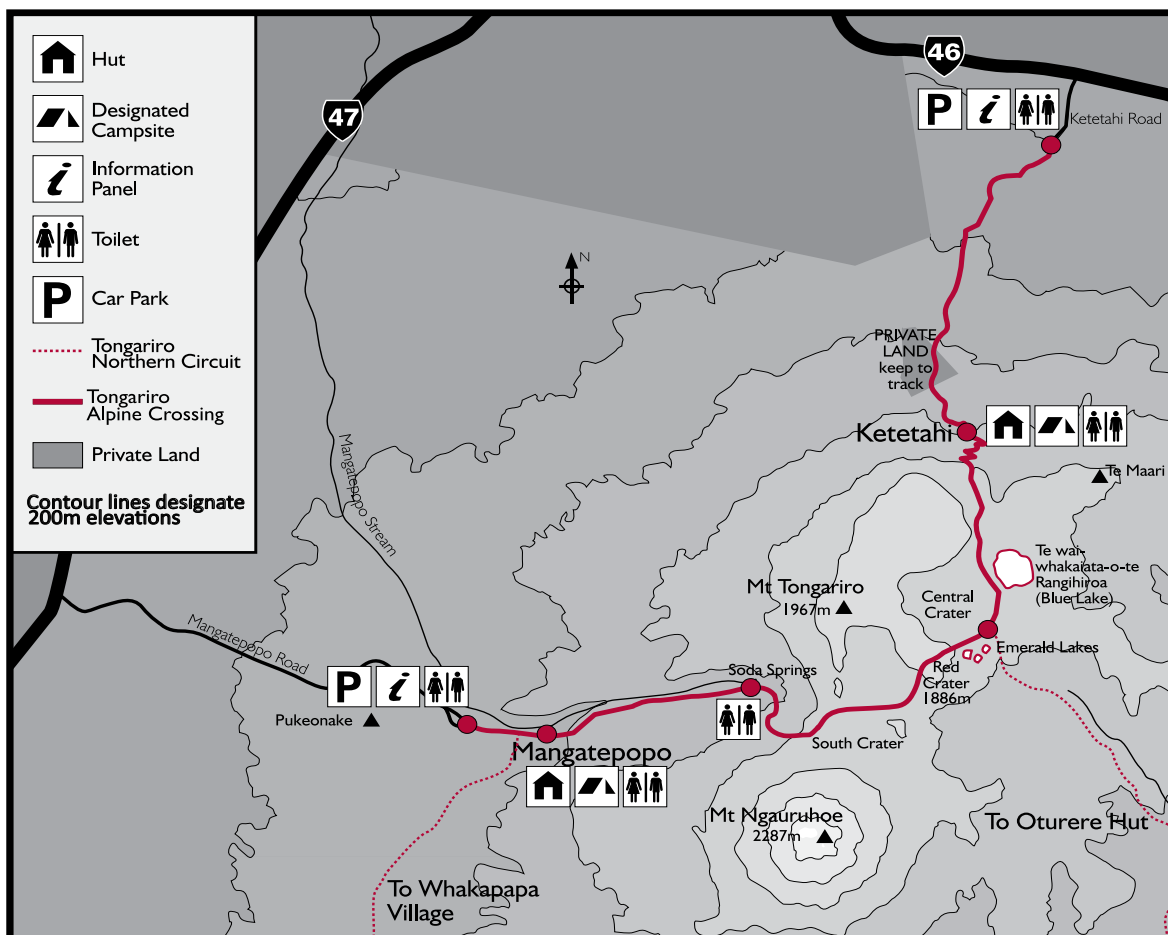 Hut
Designated
Campsite
i
Information
Panel
Toilet
P
Car Park
Tongariro
Northern Circuit
Tongariro
Alpine Crossing
Private Land
Contour lines designate
200m elevations
47
46
P
i
Ketetahi Road
N
PRIVATE
LAND
keep to
track
Ketetahi
Te Maari
Mangatepopo Stream
Te wai-
whakaiata-o-te
Rangihiroa
(Blue Lake)
Mt Tongariro
1967m
Central
Crater
Emerald Lakes
Red
Crater
1886m
Mangatepopo Road
Soda Springs
P
i
Pukeonake
South Crater
Mangatepopo
Mt Ngauruhoe
2287m
To Oturere Hut
To Whakapapa
Village